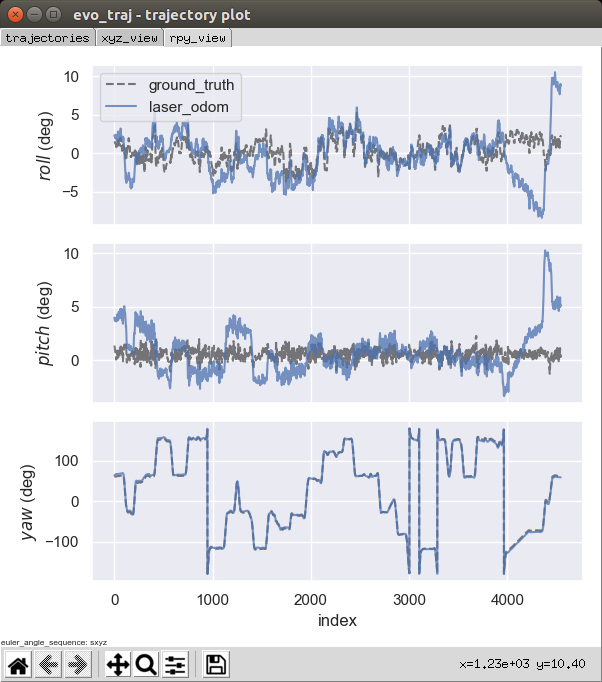 evo_traj - trajectory plot
trajectories xyz_view rpy_view
10
5
0
−5
roll (deg)
ground_truth
laser_odom
10
5
0
pitch (deg)
100
0
−100
yaw (deg)
0 1000 2000 3000 4000
index
euler_angle_sequence: sxyz
x=1.23e+03 y=10.40